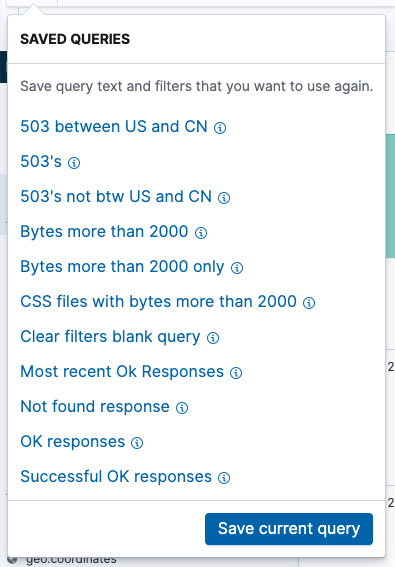 SAVED QUERIES
Save query text and filters that you want to use again.
503 between US and CN
503's
503's not btw US and CN
Bytes more than 2000
Bytes more than 2000 only
CSS files with bytes more than 2000
Clear filters blank query
Most recent Ok Responses
2
Not found response
OK responses
Successful OK responses
2
Save current query
geo.coordinates